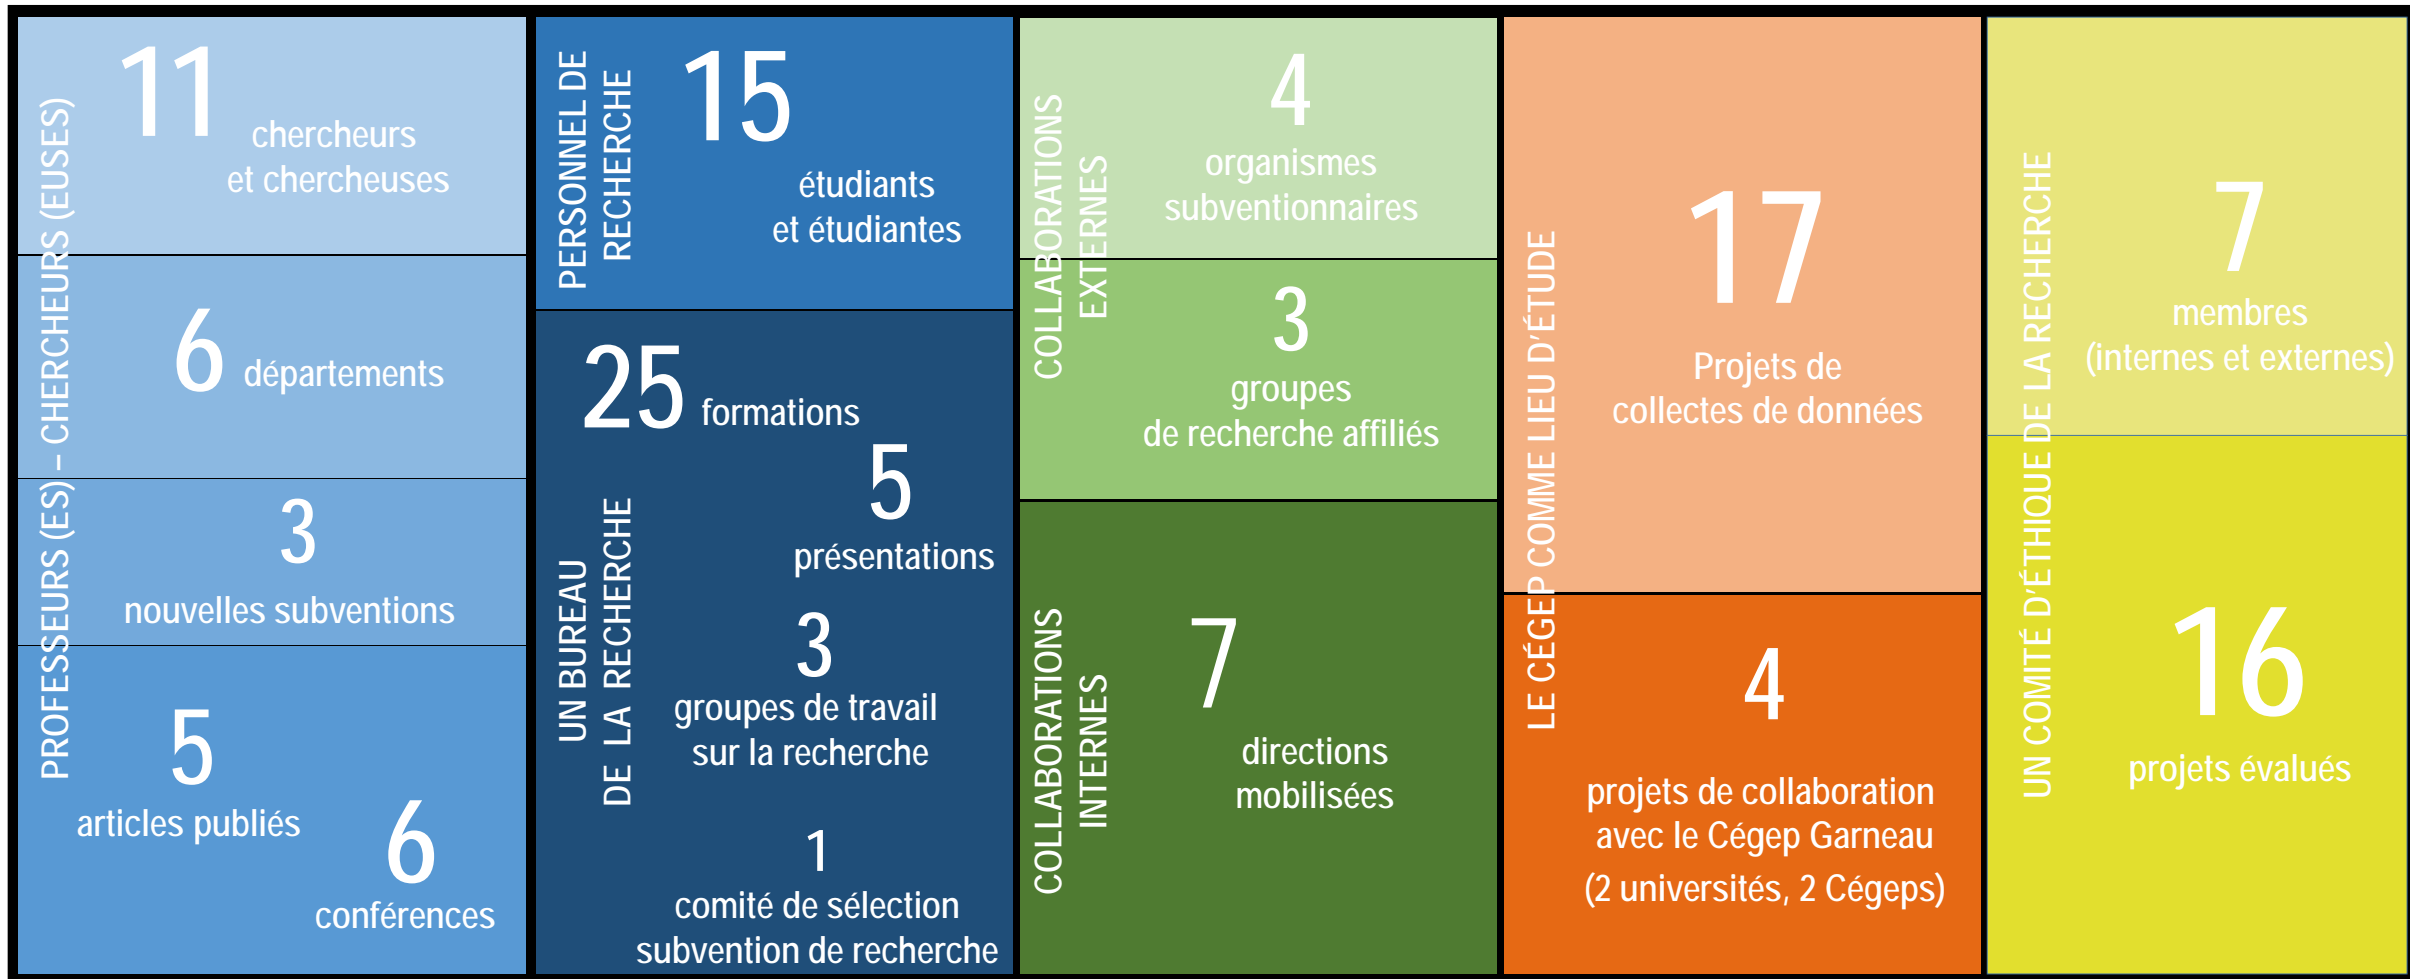 PROFESSEURS (ES) – CHERCHEURS (EUSES)
11
chercheurs
et chercheuses
6 départements
3
nouvelles subventions
5
articles publiés
6
conférences
PERSONNEL DE
RECHERCHE
15
étudiants
et étudiantes
UN BUREAU
DE LA RECHERCHE
25 formations
5
présentations
3
groupes de travail
sur la recherche
1
comité de sélection
subvention de recherche
COLLABORATIONS
EXTERNES
4
organismes
subventionnaires
3
groupes
de recherche affiliés
COLLABORATIONS
INTERNES
7
directions
mobilisées
LE CÉGEP COMME LIEU D'ÉTUDE
17
Projets de
collectes de données
4
projets de collaboration
avec le Cégep Garneau
(2 universités, 2 Cégeps)
UN COMITÉ D'ÉTHIQUE DE LA RECHERCHE
7
membres
(internes et externes)
16
projets évalués